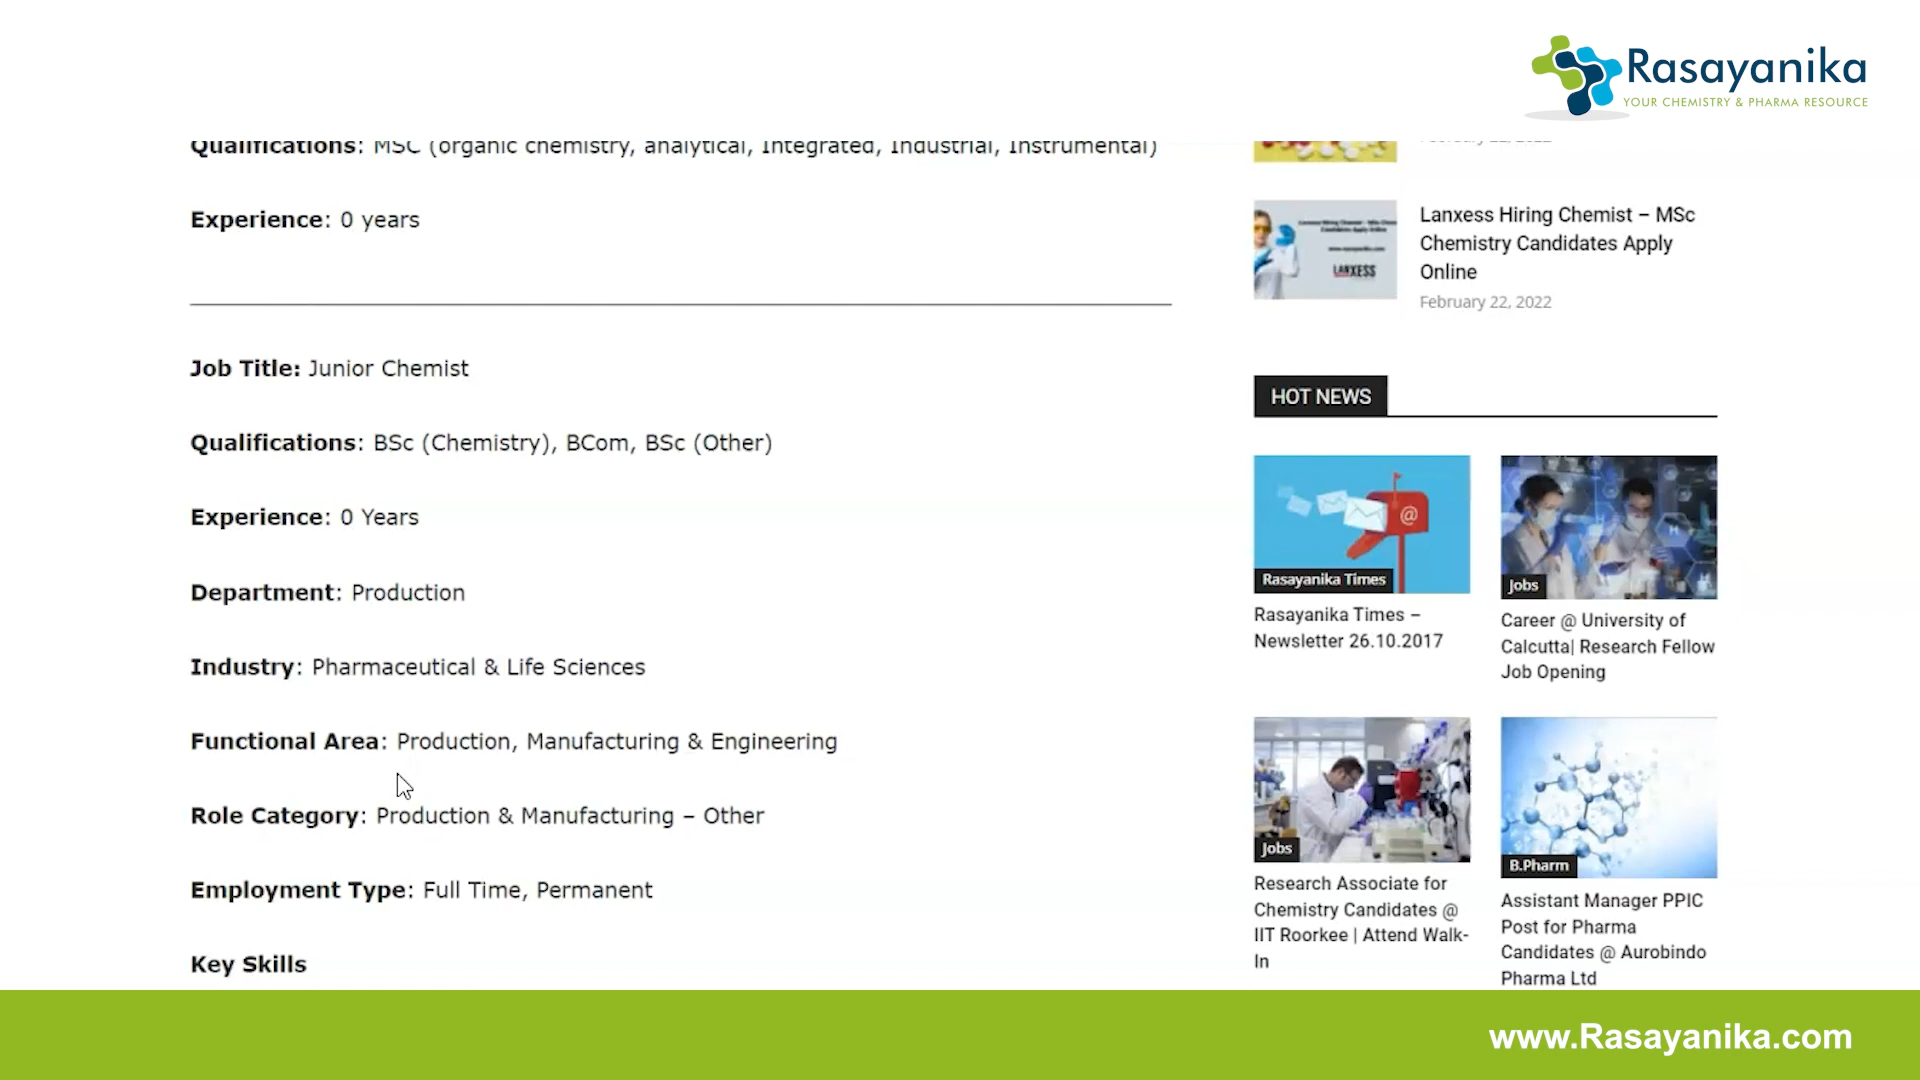 Rasayanika
YOUR CHEMISTRY & PHARMA RESOURCE
Qualifications: MSC (organic chemistry, analytical, Integrated, Industrial, Instrumental)
Experience: 0 years
Job Title: Junior Chemist
Qualifications: BSc (Chemistry), BCom, BSc (Other)
Experience: 0 Years
Department: Production
Industry: Pharmaceutical & Life Sciences
Functional Area: Production, Manufacturing & Engineering
Role Category: Production & Manufacturing – Other
Employment Type: Full Time, Permanent
Key Skills
LANXESS
Lanxess Hiring Chemist – MSc
Chemistry Candidates Apply
Online
February 22, 2022
HOT NEWS
@
Rasayanika Times
Rasayanika Times –
Newsletter 26.10.2017
Jobs
Career @ University of
Calcutta| Research Fellow
Job Opening
Jobs
Research Associate for
Chemistry Candidates @
IIT Roorkee | Attend Walk-
In
B.Pharm
Assistant Manager PPIC
Post for Pharma
Candidates @ Aurobindo
Pharma Ltd
www.Rasayanika.com